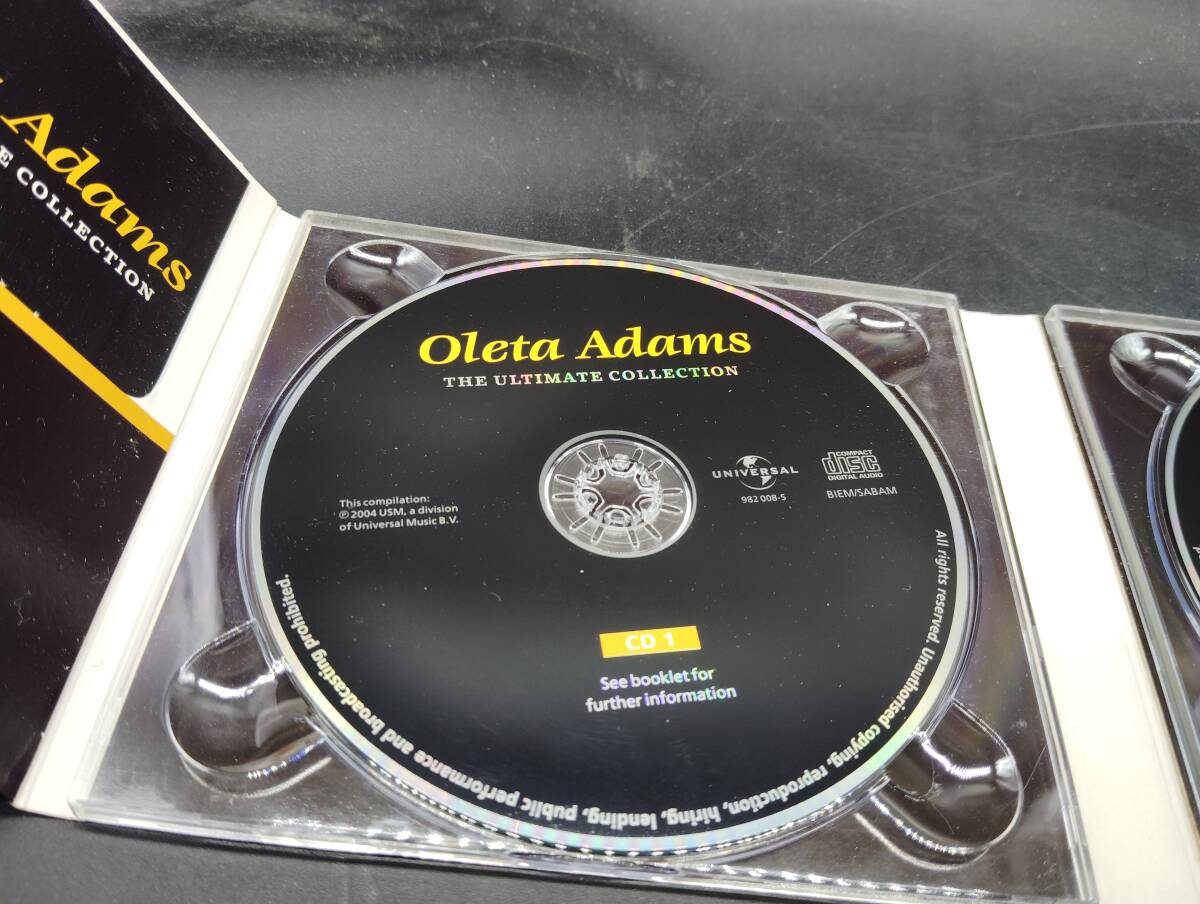 Adams
E COLLECTION
Oleta Adams
THE ULTIMATE COLLECTION
This compilation:
℗ 2004 USM, a division
of Universal Music B.V.
UNIVERSAL
982 008-5
COMPACT
disc
DIGITAL AUDIO
BIEM/SABAM
CD 1
See booklet for
further information
All rights reserved. Unauthorised copying, reproduction, hiring, lending, public performance and broadcasting prohibited.